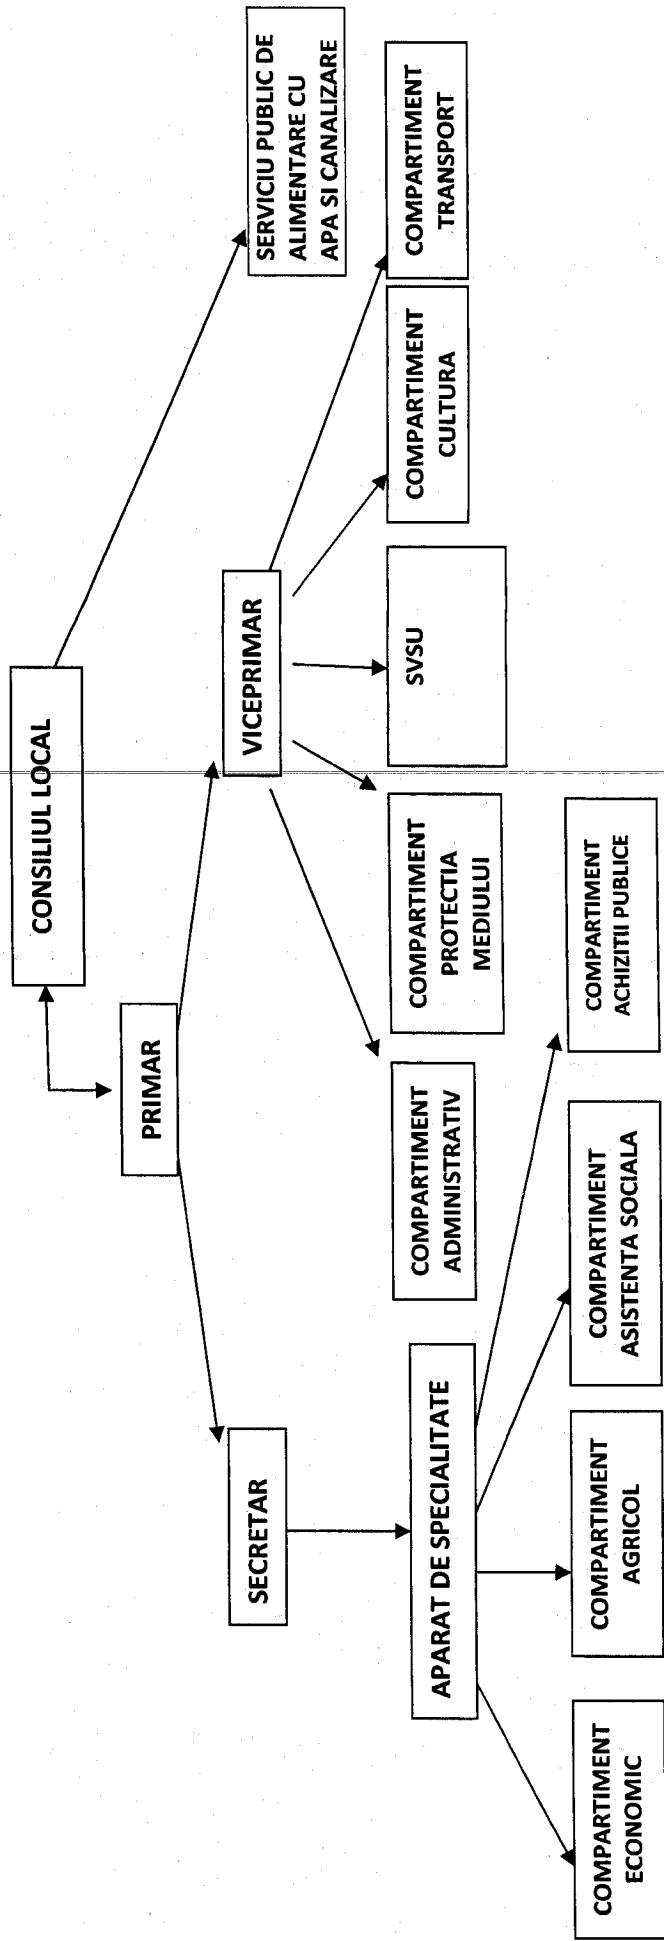 CONSILIUL LOCAL
PRIMAR
SERVICIU PUBLIC DE
ALIMENTARE CU
APA SI CANALIZARE
SECRETAR
VICEPRIMAR
APARAT DE SPECIALITATE
COMPARTIMENT
ADMINISTRATIV
COMPARTIMENT
PROTECTIA
MEDIULUI
SVSU
COMPARTIMENT
CULTURA
COMPARTIMENT
TRANSPORT
COMPARTIMENT
ECONOMIC
COMPARTIMENT
AGRICOL
COMPARTIMENT
ASISTENTA SOCIALA
COMPARTIMENT
ACHIZITII PUBLICE